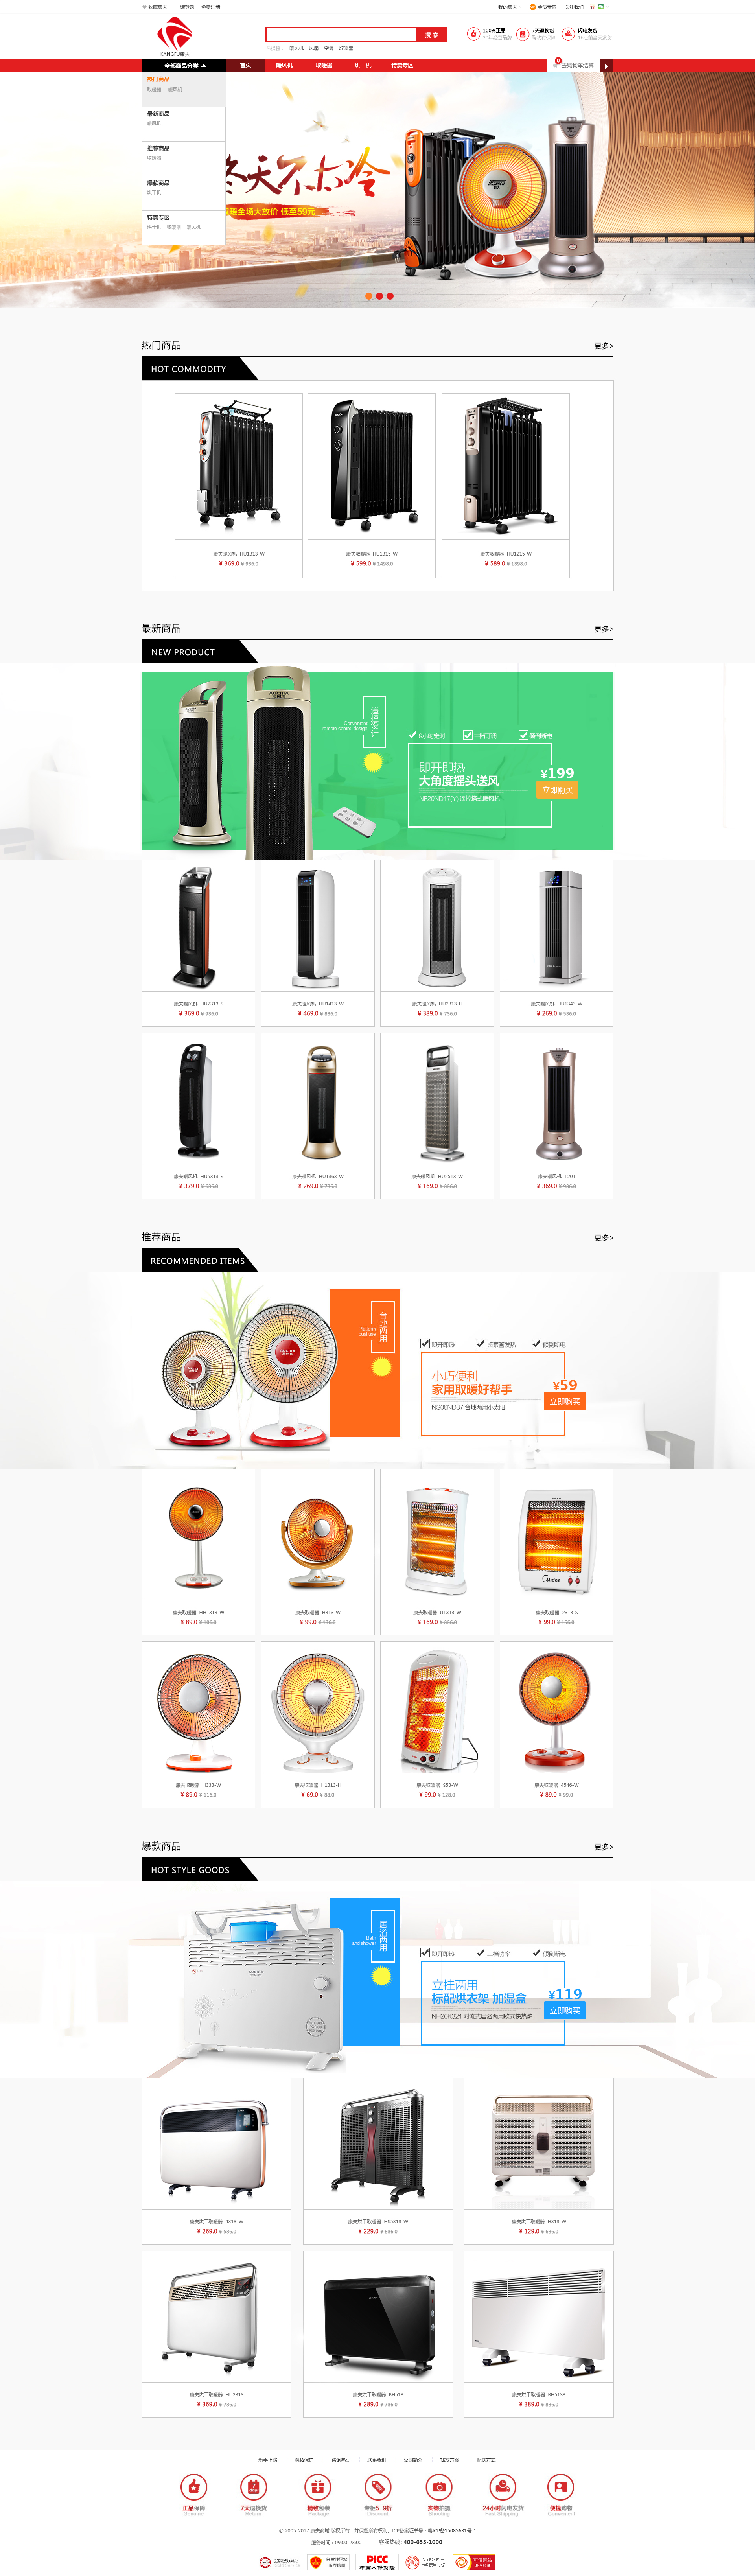 收藏康夫 请登录 免费注册
我的康夫 会员专区 关注我们：
KANGFU康夫
搜 索
热搜榜： 暖风机 风扇 空调 取暖器
100%正品
7天退换货
闪电发货
全部商品分类 首页 暖风机 取暖器 烘干机 特卖专区
0 去购物车结算
热门商品
取暖器 暖风机
最新商品
暖风机
推荐商品
取暖器
爆款商品
烘干机
特卖专区
烘干机 取暖器 暖风机
冬天不太冷
取暖全场大放价 低至59元
热门商品 更多>
HOT COMMODITY
康夫暖风机 HU1313-W
¥ 369.0 ¥ 936.0
康夫取暖器 HU1315-W
¥ 599.0 ¥ 1498.0
康夫取暖器 HU1215-W
¥ 589.0 ¥ 1398.0
最新商品 更多>
NEW PRODUCT
AUCMA
遥控设计
Convenient
remote control design
9小时定时 三档可调 倾倒断电
即开即热
大角度摇头送风
NF20ND17(Y) 遥控塔式暖风机
¥199
立即购买
康夫暖风机 HU2313-S
¥ 369.0 ¥ 936.0
康夫暖风机 HU1413-W
¥ 469.0 ¥ 836.0
康夫暖风机 HU2313-H
¥ 389.0 ¥ 736.0
康夫暖风机 HU1343-W
¥ 269.0 ¥ 536.0
康夫暖风机 HU5313-S
¥ 379.0 ¥ 636.0
康夫暖风机 HU1363-W
¥ 269.0 ¥ 736.0
康夫暖风机 HU2513-W
¥ 169.0 ¥ 336.0
康夫暖风机 1201
¥ 369.0 ¥ 936.0
推荐商品 更多>
RECOMMENDED ITEMS
台地两用
Platform
dual use
即开即热 卤素管发热 倾倒断电
小巧便利
家用取暖好帮手
NS06ND37 台地两用小太阳
¥59
立即购买
Midea
康夫取暖器 HH1313-W
¥ 89.0 ¥ 186.0
康夫取暖器 H313-W
¥ 99.0 ¥ 136.0
康夫取暖器 U1313-W
¥ 169.0 ¥ 336.0
康夫取暖器 2313-S
¥ 99.0 ¥ 156.0
康夫取暖器 H333-W
¥ 89.0 ¥ 116.0
康夫取暖器 H1313-H
¥ 69.0 ¥ 86.0
康夫取暖器 S53-W
¥ 99.0 ¥ 128.0
康夫取暖器 4546-W
¥ 89.0 ¥ 99.0
爆款商品 更多>
HOT STYLE GOODS
AUCMA
居浴两用
Bath
and shower
即开即热 三档功率 倾倒断电
立挂两用
标配烘衣架 加湿盒
NH20K321 对流式居浴两用欧式快热炉
¥119
立即购买
康夫烘干取暖器 4313-W
¥ 269.0 ¥ 536.0
康夫烘干取暖器 HS5313-W
¥ 229.0 ¥ 836.0
康夫烘干取暖器 H313-W
¥ 129.0 ¥ 636.0
康夫烘干取暖器 HU2313
¥ 369.0 ¥ 736.0
康夫烘干取暖器 BH513
¥ 289.0 ¥ 736.0
康夫烘干取暖器 BH5133
¥ 389.0 ¥ 836.0
新手上路 隐私保护 咨询热点 联系我们 公司简介 批发方案 配送方式
正品保障 7天退换货 精致包装 专柜5-9折 实物拍摄 24小时闪电发货 便捷购物
Genuine Return Package Discount Shooting Fast Shipping Convenient
© 2005-2017 康夫商城 版权所有，并保留所有权利。ICP备案证书号：粤ICP备15085631号-1
服务时间：09:00-23:00 客服热线: 400-655-1000
PICC
中国人保财险